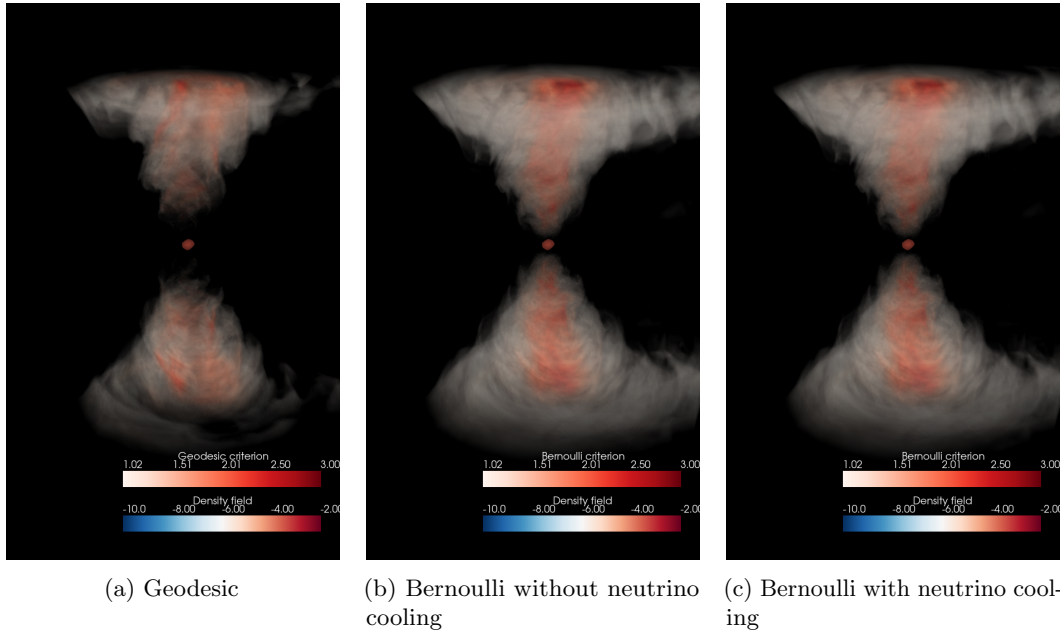 Geodesic criterion
1.02 1.51 2.01 2.50 3.00
Density field
-10.0 -8.00 -6.00 -4.00 -2.00
Bernoulli criterion
1.02 1.51 2.01 2.50 3.00
Density field
-10.0 -8.00 -6.00 -4.00 -2.00
Bernoulli criterion
1.02 1.51 2.01 2.50 3.00
Density field
-10.0 -8.00 -6.00 -4.00 -2.00
(a) Geodesic
(b) Bernoulli without neutrino
cooling
(c) Bernoulli with neutrino cool-
ing